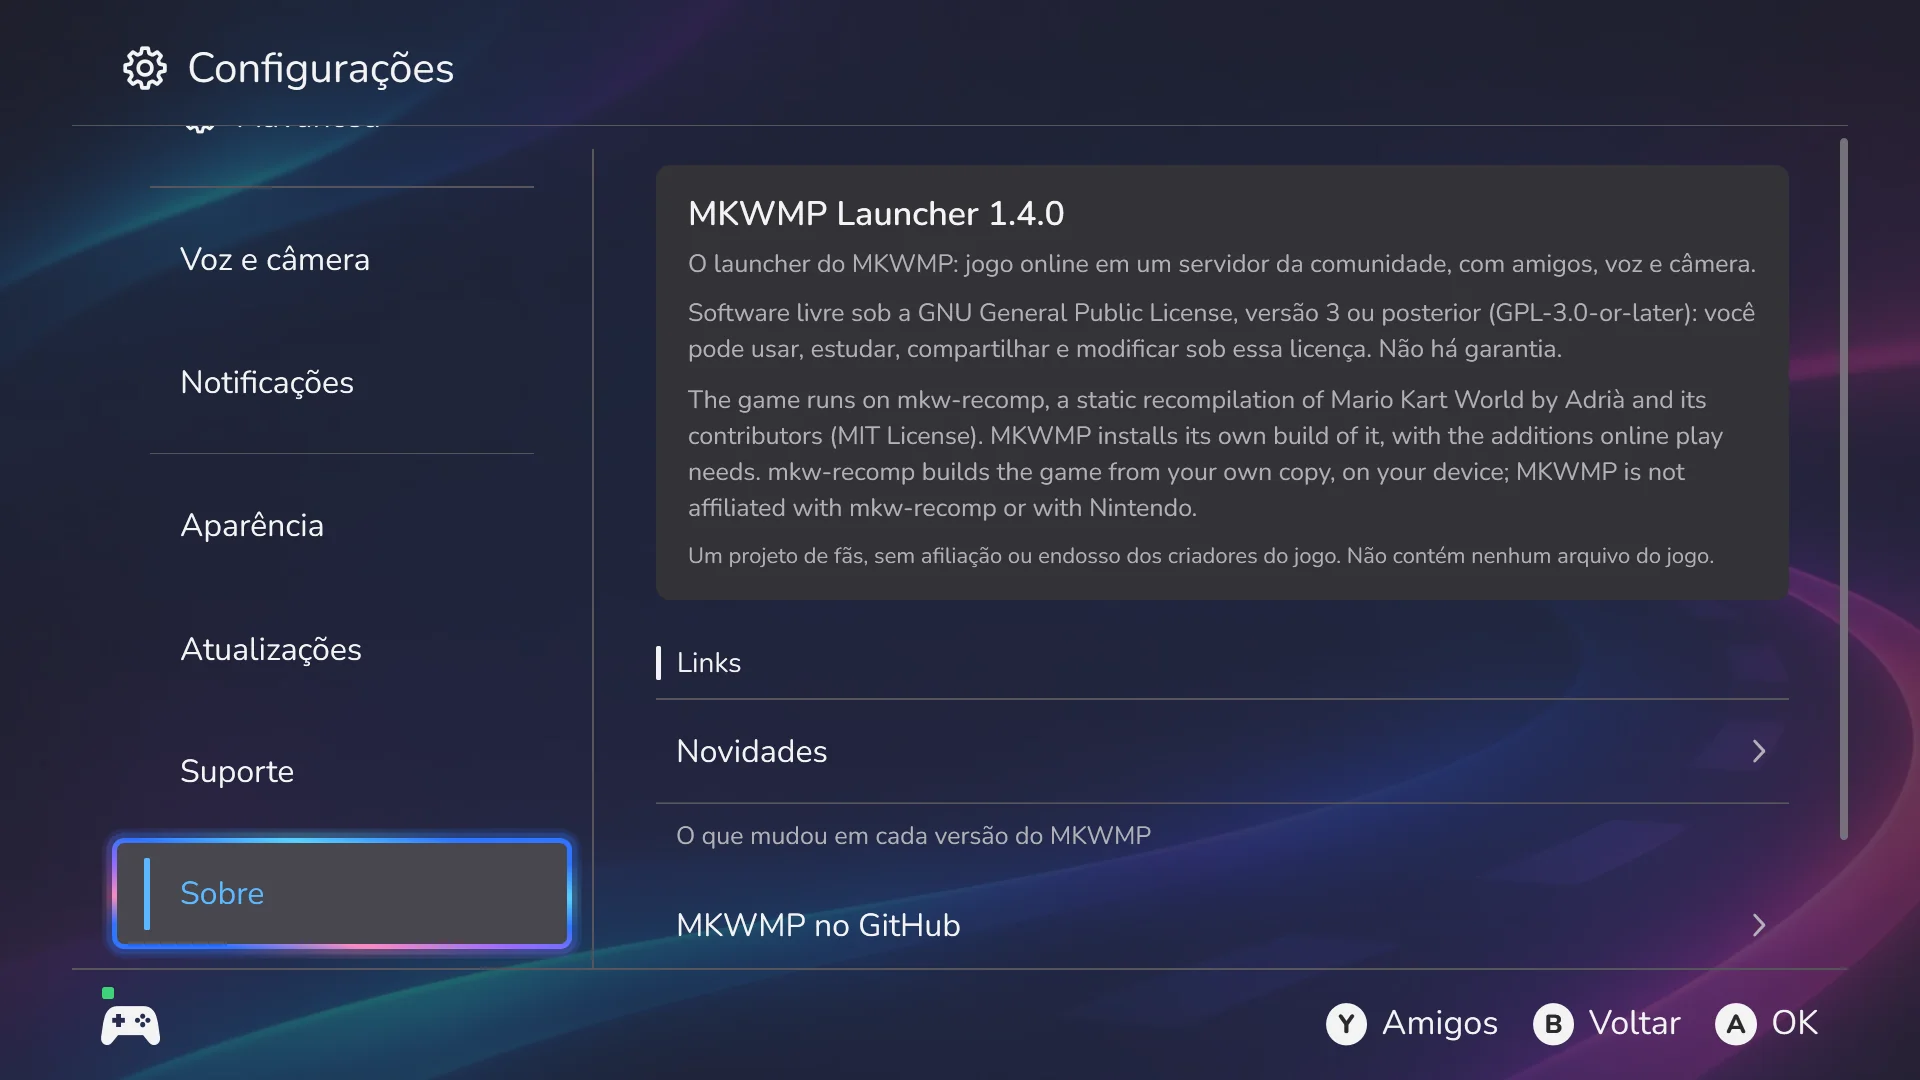 Configurações
Voz e câmera
Notificações
Aparência
Atualizações
Suporte
Sobre
MKWMP Launcher 1.4.0
O launcher do MKWMP: jogo online em um servidor da comunidade, com amigos, voz e câmera.
Software livre sob a GNU General Public License, versão 3 ou posterior (GPL-3.0-or-later): você
pode usar, estudar, compartilhar e modificar sob essa licença. Não há garantia.
The game runs on mkw-recomp, a static recompilation of Mario Kart World by Adrià and its
contributors (MIT License). MKWMP installs its own build of it, with the additions online play
needs. mkw-recomp builds the game from your own copy, on your device; MKWMP is not
affiliated with mkw-recomp or with Nintendo.
Um projeto de fãs, sem afiliação ou endosso dos criadores do jogo. Não contém nenhum arquivo do jogo.
Links
Novidades
O que mudou em cada versão do MKWMP
MKWMP no GitHub
Y Amigos B Voltar A OK